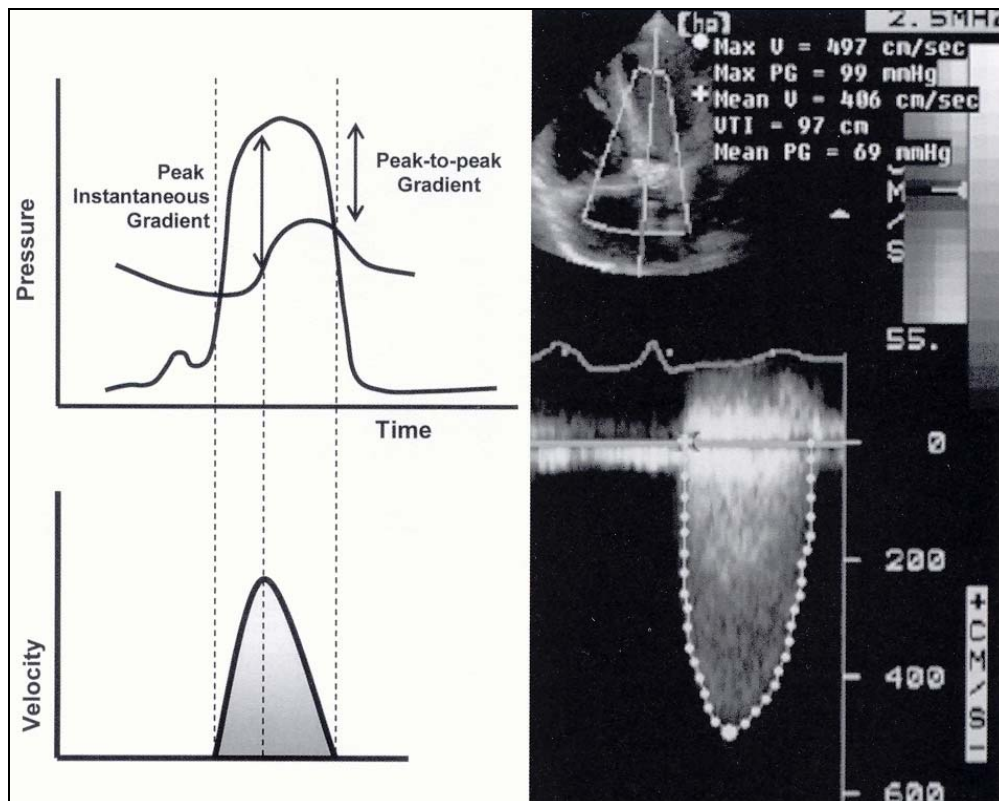 Pressure
Peak
Instantaneous
Gradient
Peak-to-peak
Gradient
Time
Velocity
2.5MHz
[hp]
Max V = 497 cm/sec
Max PG = 99 mmHg
Mean V = 406 cm/sec
VTI = 97 cm
Mean PG = 69 mmHg
M/S
55.
0
200
400
600
+CM/S-